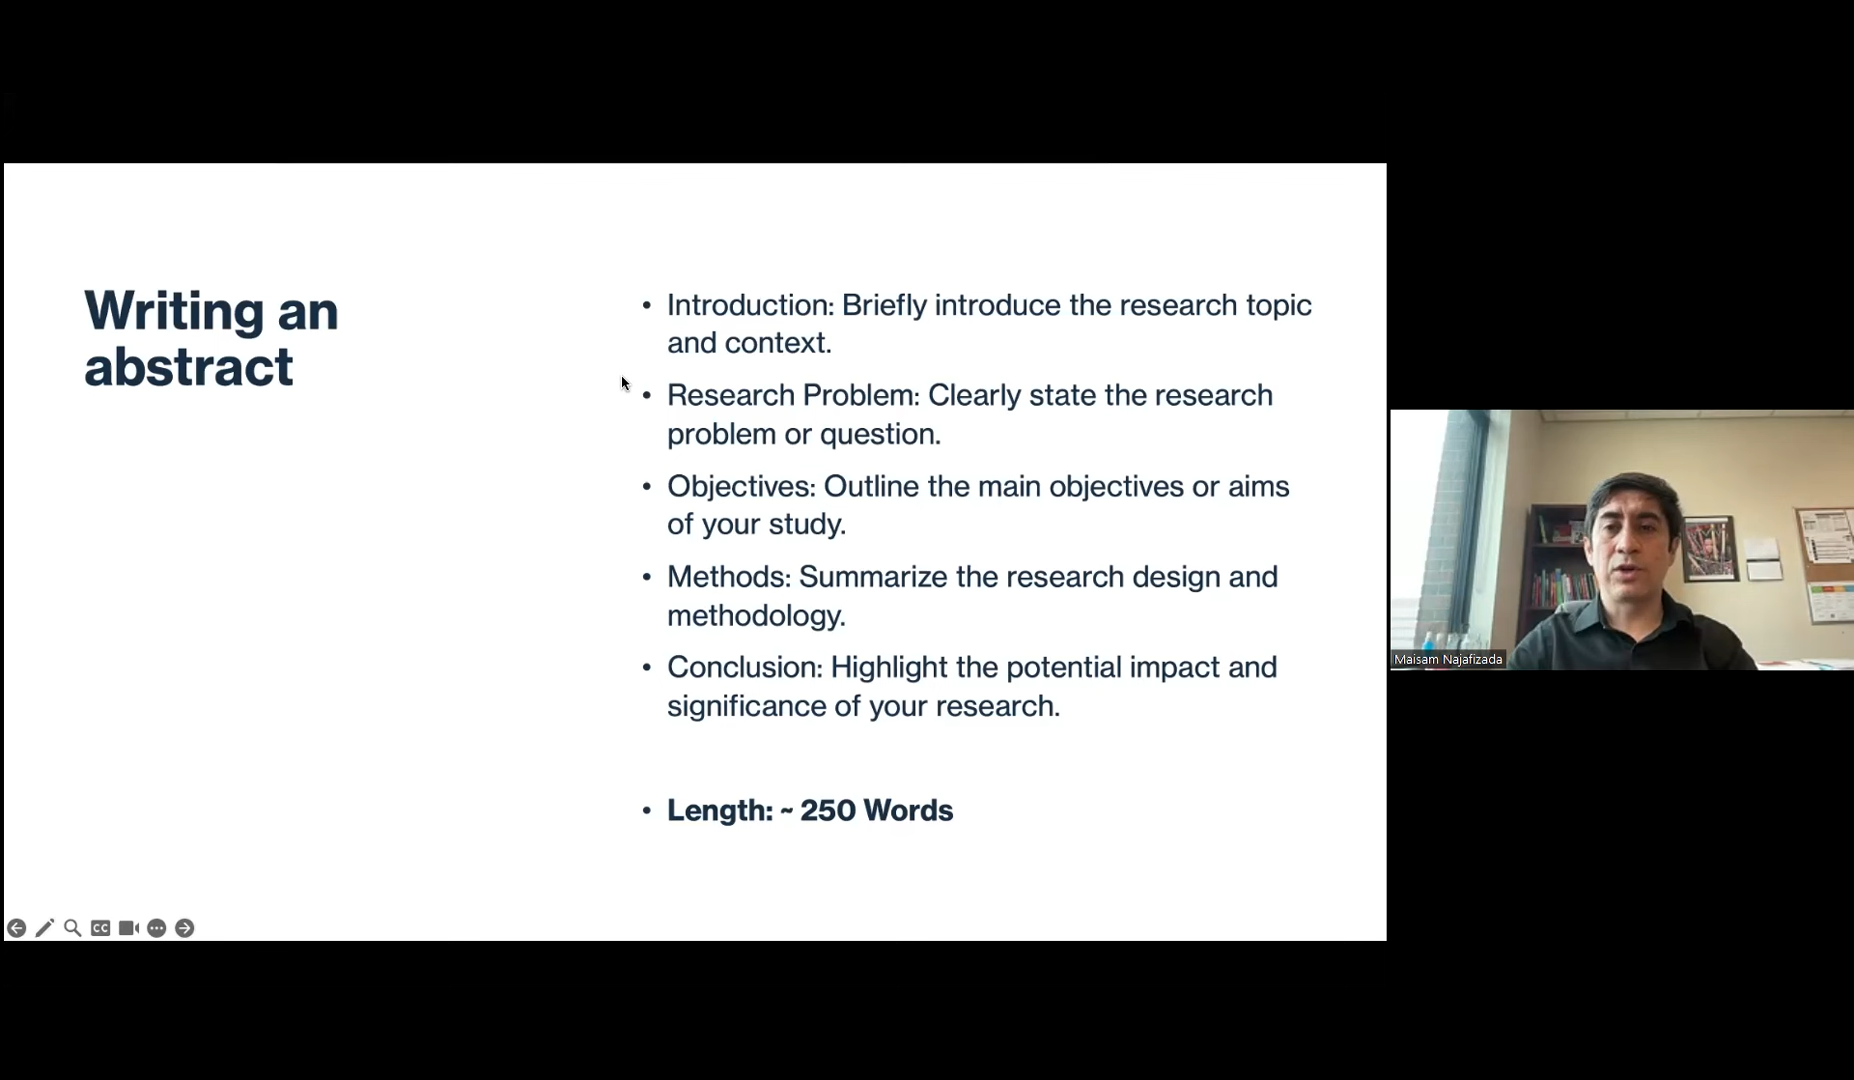 Writing an
abstract
• Introduction: Briefly introduce the research topic
and context.
• Research Problem: Clearly state the research
problem or question.
• Objectives: Outline the main objectives or aims
of your study.
• Methods: Summarize the research design and
methodology.
• Conclusion: Highlight the potential impact and
significance of your research.
• Length: ~ 250 Words
CC
Maisam Najafizada